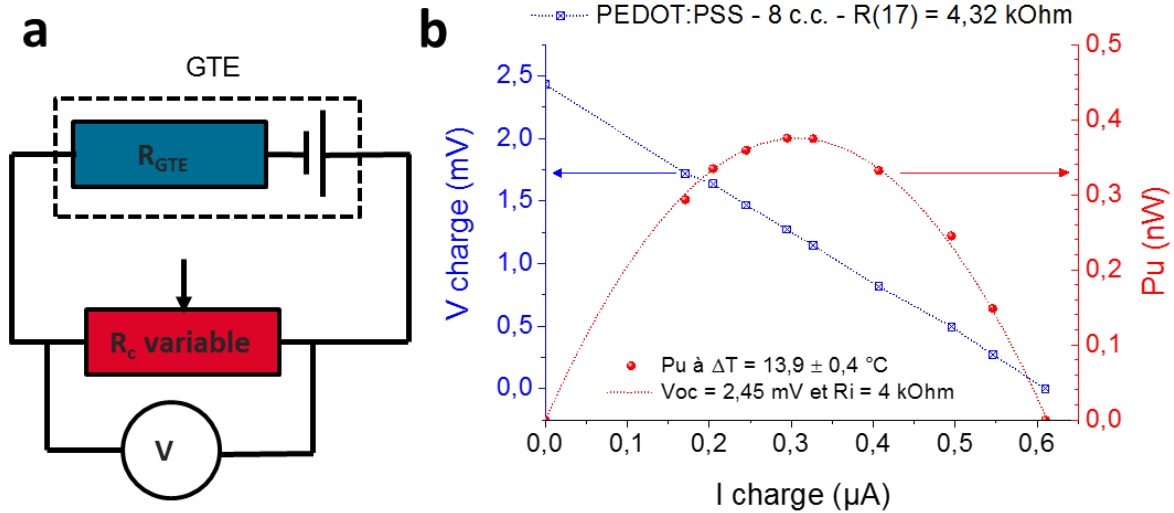 a
GTE
R_GTE
R_c variable
V
b
PEDOT:PSS - 8 c.c. - R(17) = 4,32 kOhm
V charge (mV)
2,5
2,0
1,5
1,0
0,5
0,0
Pu à ΔT = 13,9 ± 0,4 °C
Voc = 2,45 mV et Ri = 4 kOhm
0,0 0,1 0,2 0,3 0,4 0,5 0,6
I charge (µA)
0,5
0,4
0,3
0,2
0,1
0,0
Pu (nW)